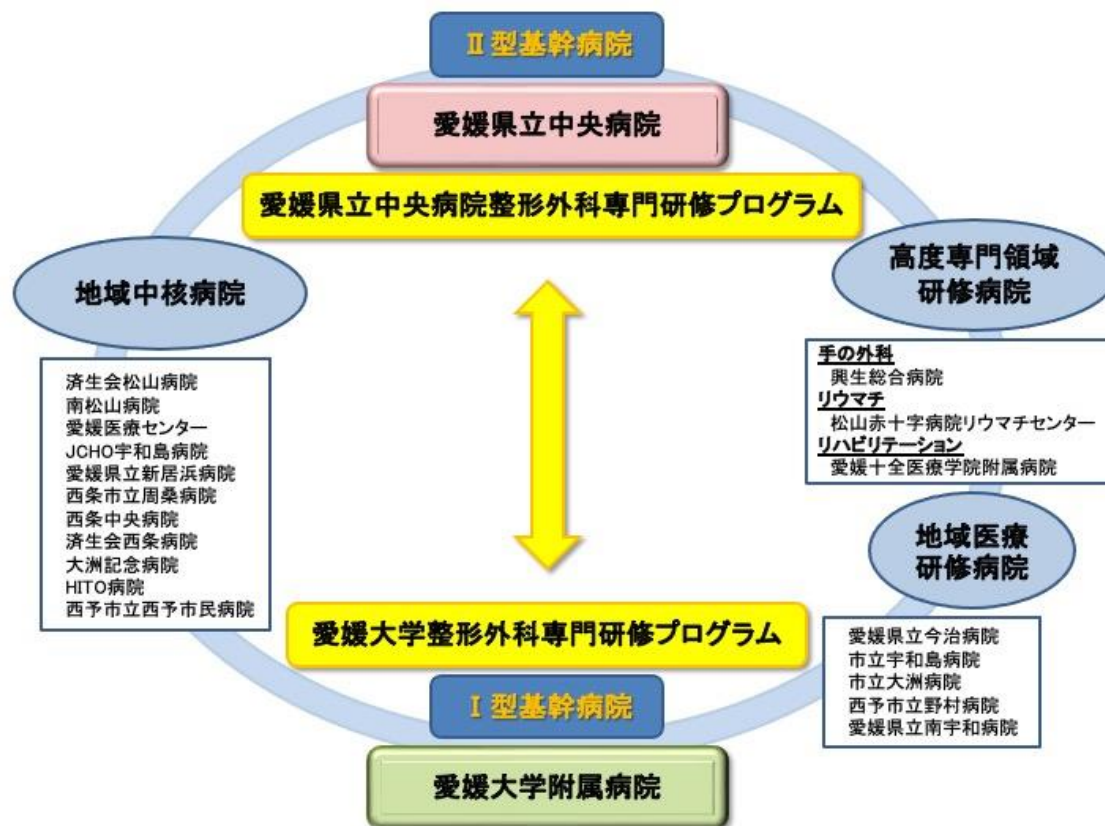 Ⅱ型基幹病院
愛媛県立中央病院
愛媛県立中央病院整形外科専門研修プログラム
地域中核病院
済生会松山病院
南松山病院
愛媛医療センター
JCHO宇和島病院
愛媛県立新居浜病院
西条市立周桑病院
西条中央病院
済生会西条病院
大洲記念病院
HITO病院
西予市立西予市民病院
高度専門領域
研修病院
手の外科
興生総合病院
リウマチ
松山赤十字病院リウマチセンター
リハビリテーション
愛媛十全医療学院附属病院
地域医療
研修病院
愛媛県立今治病院
市立宇和島病院
市立大洲病院
西予市立野村病院
愛媛県立南宇和病院
愛媛大学整形外科専門研修プログラム
Ⅰ型基幹病院
愛媛大学附属病院